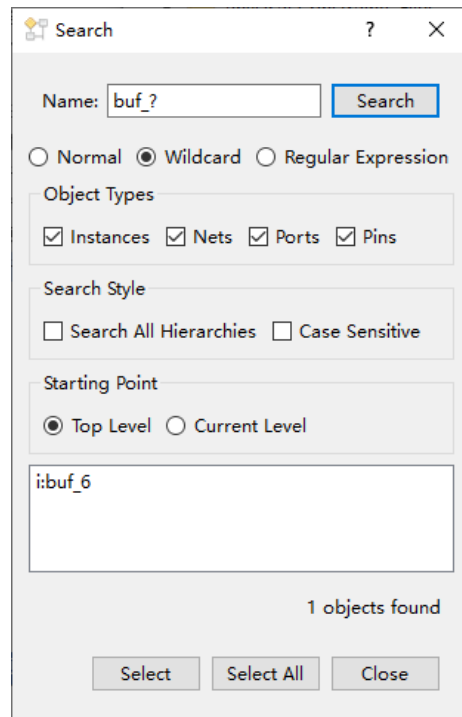 Search ?
Name: buf_? Search
Normal Wildcard Regular Expression
Object Types
Instances Nets Ports Pins
Search Style
Search All Hierarchies Case Sensitive
Starting Point
Top Level Current Level
i:buf_6
1 objects found
Select Select All Close